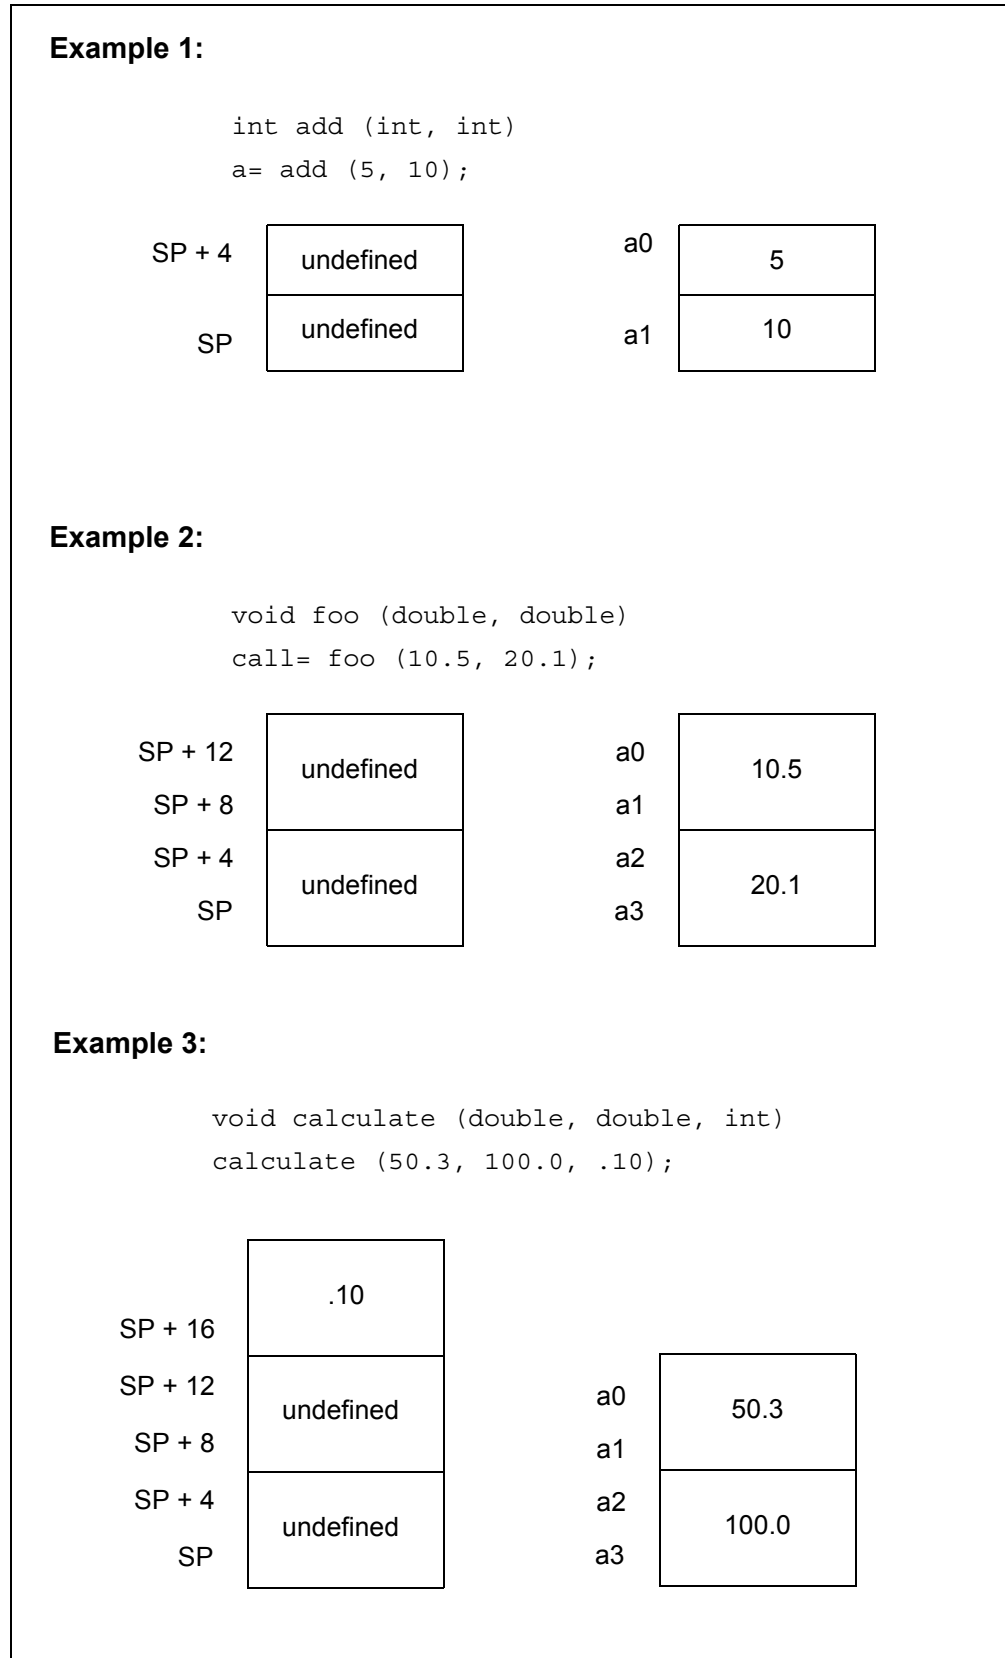 Example 1:
int add (int, int)
a= add (5, 10);
SP + 4 undefined a0 5
SP undefined a1 10
Example 2:
void foo (double, double)
call= foo (10.5, 20.1);
SP + 12 undefined a0 10.5
SP + 8 a1
SP + 4 undefined a2 20.1
SP a3
Example 3:
void calculate (double, double, int)
calculate (50.3, 100.0, .10);
.10
SP + 16
SP + 12 undefined a0 50.3
SP + 8 a1
SP + 4 undefined a2 100.0
SP a3